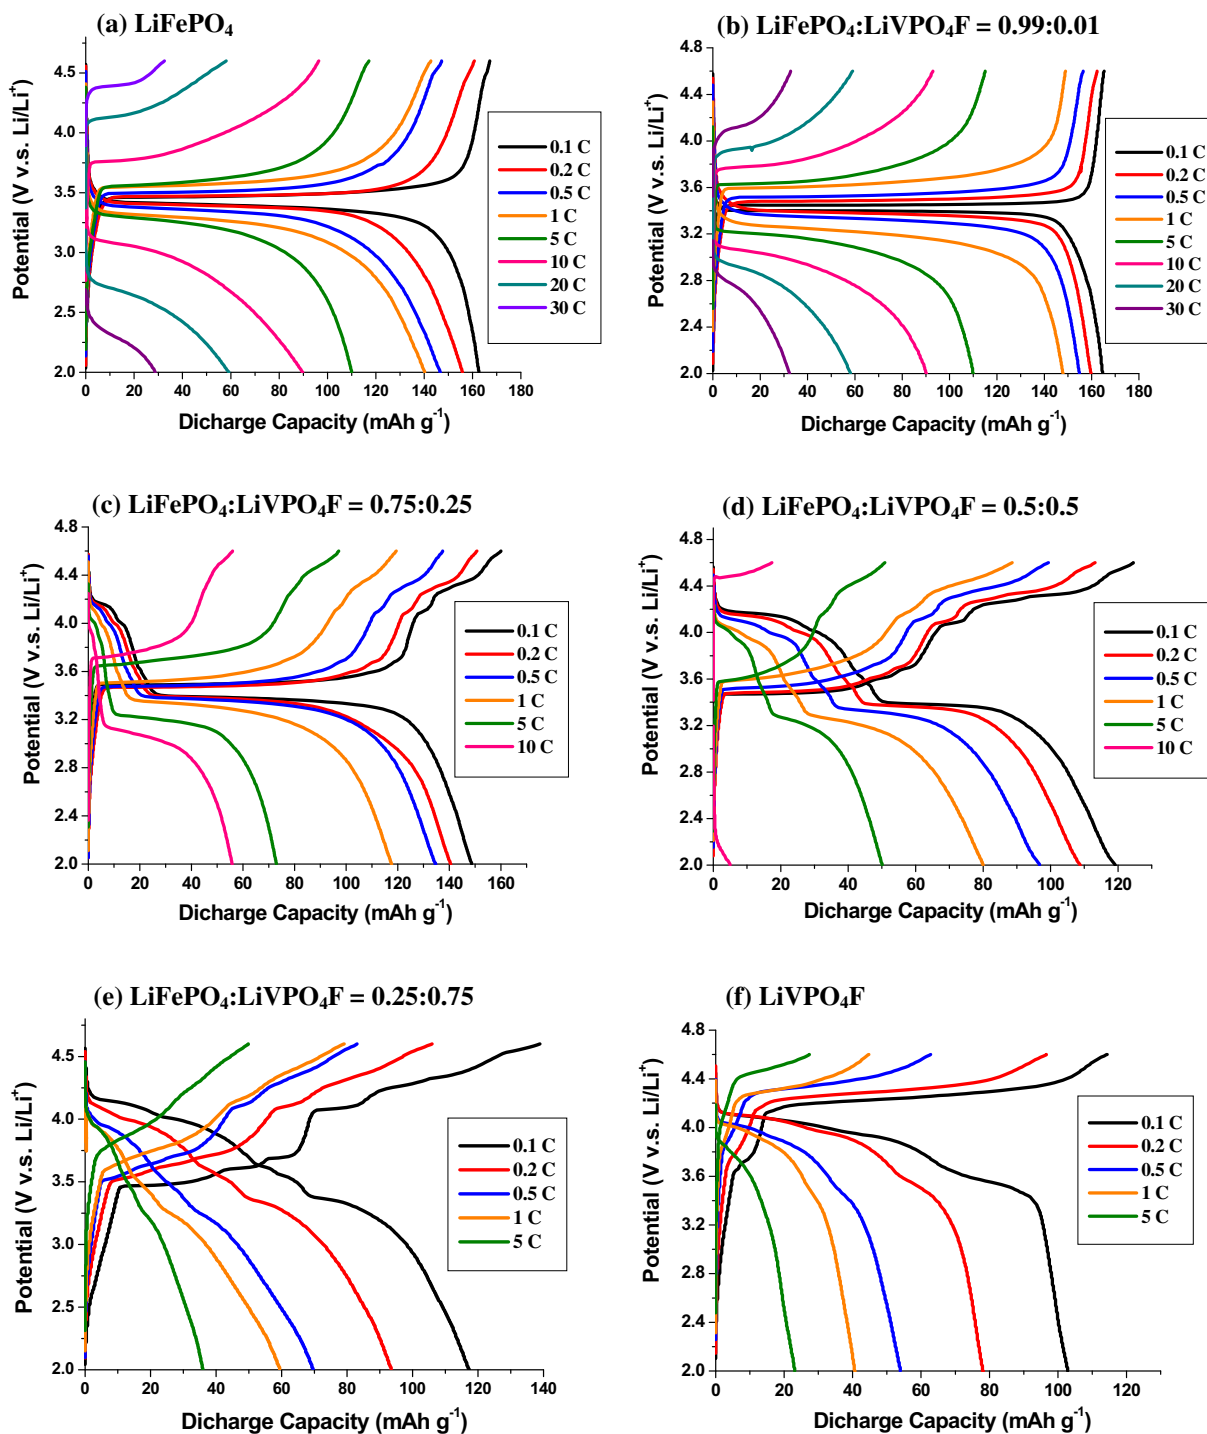 (a) LiFePO₄
Potential (V v.s. Li/Li⁺)
4.5
4.0
3.5
3.0
2.5
2.0
0 20 40 60 80 100 120 140 160 180
Dicharge Capacity (mAh g⁻¹)
0.1 C
0.2 C
0.5 C
1 C
5 C
10 C
20 C
30 C
(b) LiFePO₄:LiVPO₄F = 0.99:0.01
Potential (V v.s. Li/Li⁺)
4.8
4.4
4.0
3.6
3.2
2.8
2.4
2.0
0 20 40 60 80 100 120 140 160 180
Dicharge Capacity (mAh g⁻¹)
0.1 C
0.2 C
0.5 C
1 C
5 C
10 C
20 C
30 C
(c) LiFePO₄:LiVPO₄F = 0.75:0.25
Potential (V v.s. Li/Li⁺)
4.8
4.4
4.0
3.6
3.2
2.8
2.4
2.0
0 20 40 60 80 100 120 140 160
Dicharge Capacity (mAh g⁻¹)
0.1 C
0.2 C
0.5 C
1 C
5 C
10 C
(d) LiFePO₄:LiVPO₄F = 0.5:0.5
Potential (V v.s. Li/Li⁺)
4.8
4.4
4.0
3.6
3.2
2.8
2.4
2.0
0 20 40 60 80 100 120
Dicharge Capacity (mAh g⁻¹)
0.1 C
0.2 C
0.5 C
1 C
5 C
10 C
(e) LiFePO₄:LiVPO₄F = 0.25:0.75
Potential (V v.s. Li/Li⁺)
4.5
4.0
3.5
3.0
2.5
2.0
0 20 40 60 80 100 120 140
Dicharge Capacity (mAh g⁻¹)
0.1 C
0.2 C
0.5 C
1 C
5 C
(f) LiVPO₄F
Potential (V v.s. Li/Li⁺)
4.8
4.4
4.0
3.6
3.2
2.8
2.4
2.0
0 20 40 60 80 100 120
Dicharge Capacity (mAh g⁻¹)
0.1 C
0.2 C
0.5 C
1 C
5 C